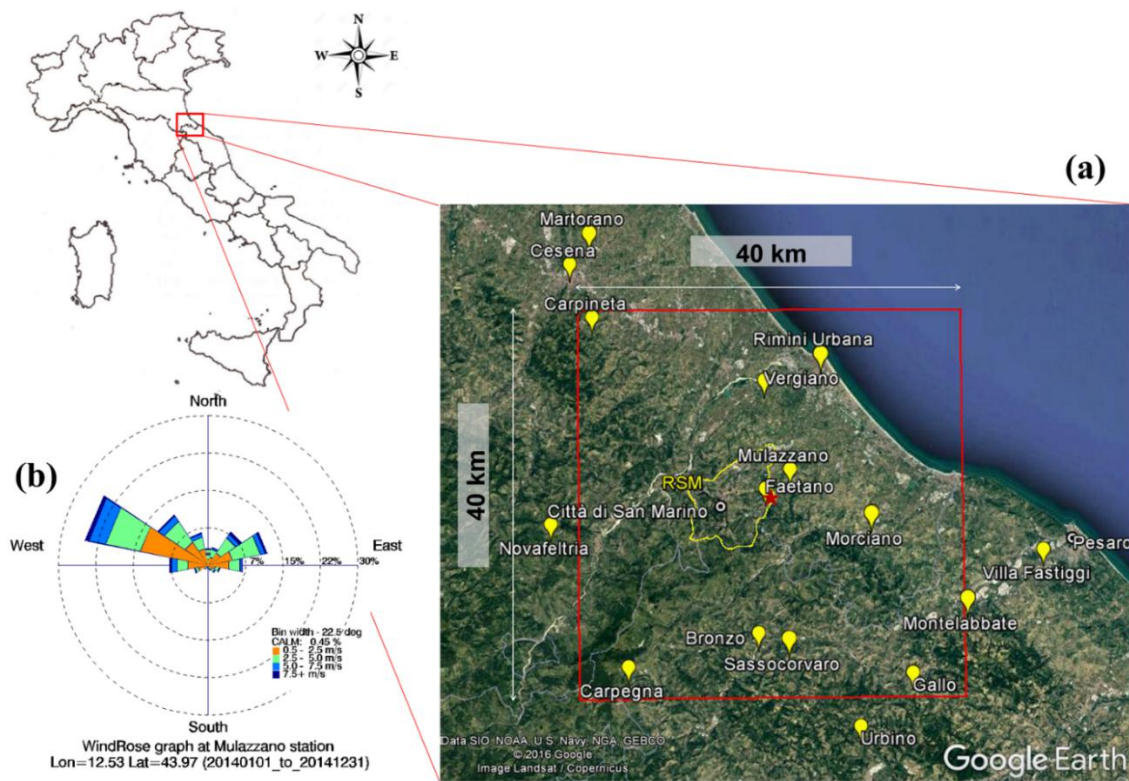 N
W E
S
(a)
Martorano
40 km
Cesena
Carpineta
Rimini Urbana
Vergiano
40 km
Mulazzano
RSM
Faetano
Città di San Marino
Novafeltria
Morciano
Pesaro
Villa Fastiggi
Montelabbate
Bronzo
Sassocorvaro
Carpegna
Gallo
Urbino
Data SIO, NOAA, U.S. Navy, NGA, GEBCO
© 2016 Google
Image Landsat / Copernicus
Google Earth
(b)
North
West
East
7% 15% 22% 30%
Bin width - 22.5 deg
CALM: 0.45 %
0.5 - 2.5 m/s
2.5 - 5.0 m/s
5.0 - 7.5 m/s
7.5+ m/s
South
WindRose graph at Mulazzano station
Lon=12.53 Lat=43.97 (20140101_to_20141231)